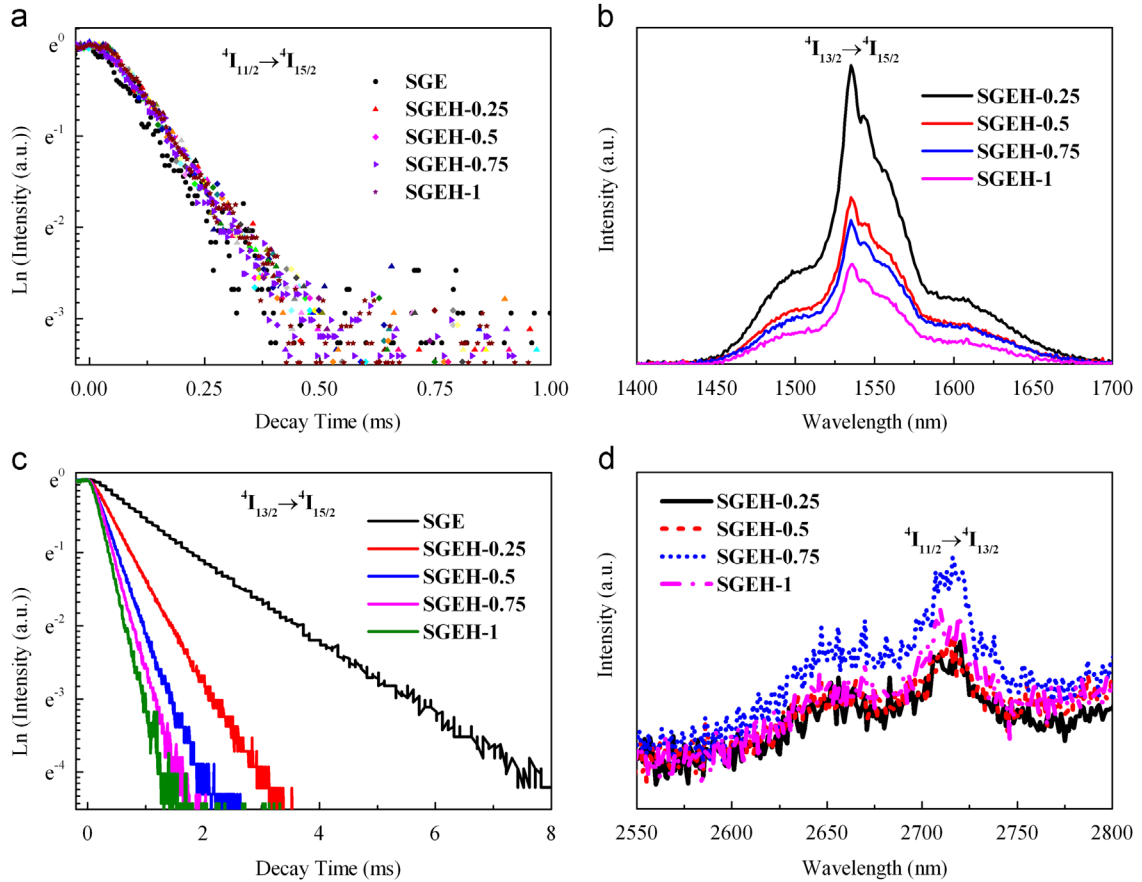 a
⁴I₁₁/₂→⁴I₁₅/₂
SGE
SGEH-0.25
SGEH-0.5
SGEH-0.75
SGEH-1
Ln (Intensity (a.u.))
e⁰
e⁻¹
e⁻²
e⁻³
0.00 0.25 0.50 0.75 1.00
Decay Time (ms)
b
⁴I₁₃/₂→⁴I₁₅/₂
SGEH-0.25
SGEH-0.5
SGEH-0.75
SGEH-1
Intensity (a.u.)
1400 1450 1500 1550 1600 1650 1700
Wavelength (nm)
c
⁴I₁₃/₂→⁴I₁₅/₂
SGE
SGEH-0.25
SGEH-0.5
SGEH-0.75
SGEH-1
Ln (Intensity (a.u.))
e⁰
e⁻¹
e⁻²
e⁻³
e⁻⁴
0 2 4 6 8
Decay Time (ms)
d
SGEH-0.25
SGEH-0.5
SGEH-0.75
SGEH-1
⁴I₁₁/₂→⁴I₁₃/₂
Intensity (a.u.)
2550 2600 2650 2700 2750 2800
Wavelength (nm)